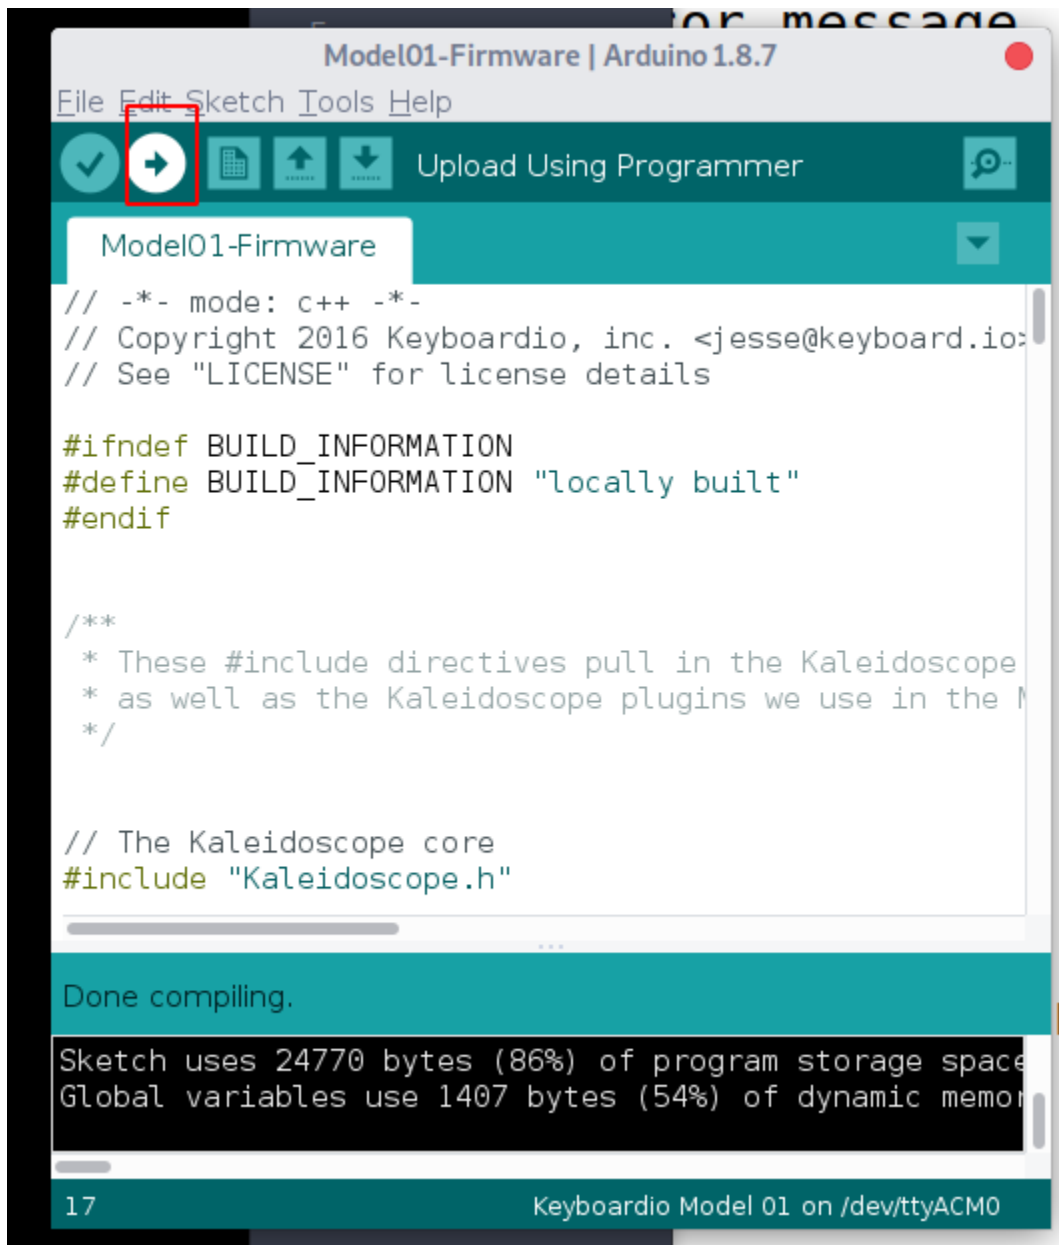 or message
Model01-Firmware | Arduino 1.8.7
File Edit Sketch Tools Help
Upload Using Programmer
Model01-Firmware
// -*- mode: c++ -*-
// Copyright 2016 Keyboardio, inc. <jesse@keyboard.io>
// See "LICENSE" for license details
#ifndef BUILD_INFORMATION
#define BUILD_INFORMATION "locally built"
#endif
/**
* These #include directives pull in the Kaleidoscope
* as well as the Kaleidoscope plugins we use in the
*/
// The Kaleidoscope core
#include "Kaleidoscope.h"
Done compiling.
Sketch uses 24770 bytes (86%) of program storage space
Global variables use 1407 bytes (54%) of dynamic
17
Keyboardio Model 01 on /dev/ttyACM0